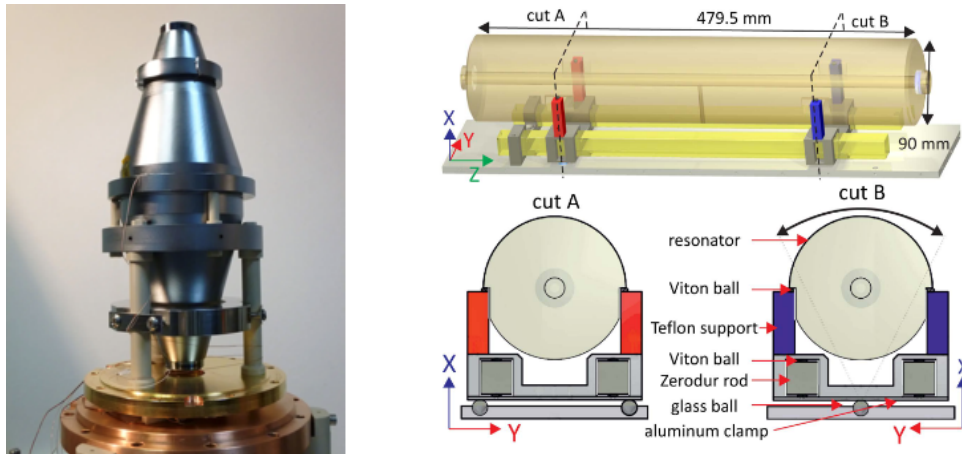 cut A
479.5 mm
cut B
X
Y
Z
90 mm
cut A
cut B
resonator
Viton ball
Teflon support
Viton ball
Zerodur rod
glass ball
aluminum clamp
X
Y
X
Y